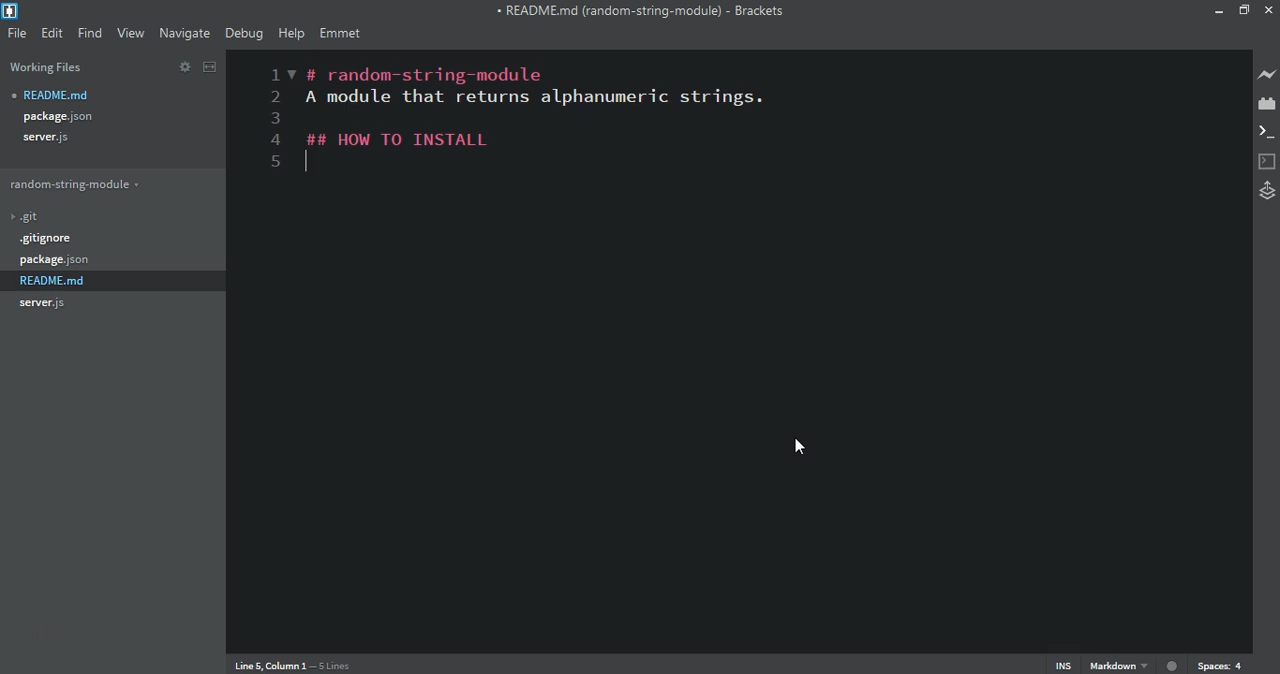 • README.md (random-string-module) - Brackets
File Edit Find View Navigate Debug Help Emmet
Working Files
README.md
package.json
server.js
random-string-module
.git
.gitignore
package.json
README.md
server.js
1 # random-string-module
2 A module that returns alphanumeric strings.
3
4 ## HOW TO INSTALL
5
Line 5, Column 1 — 5 Lines
INS Markdown Spaces: 4